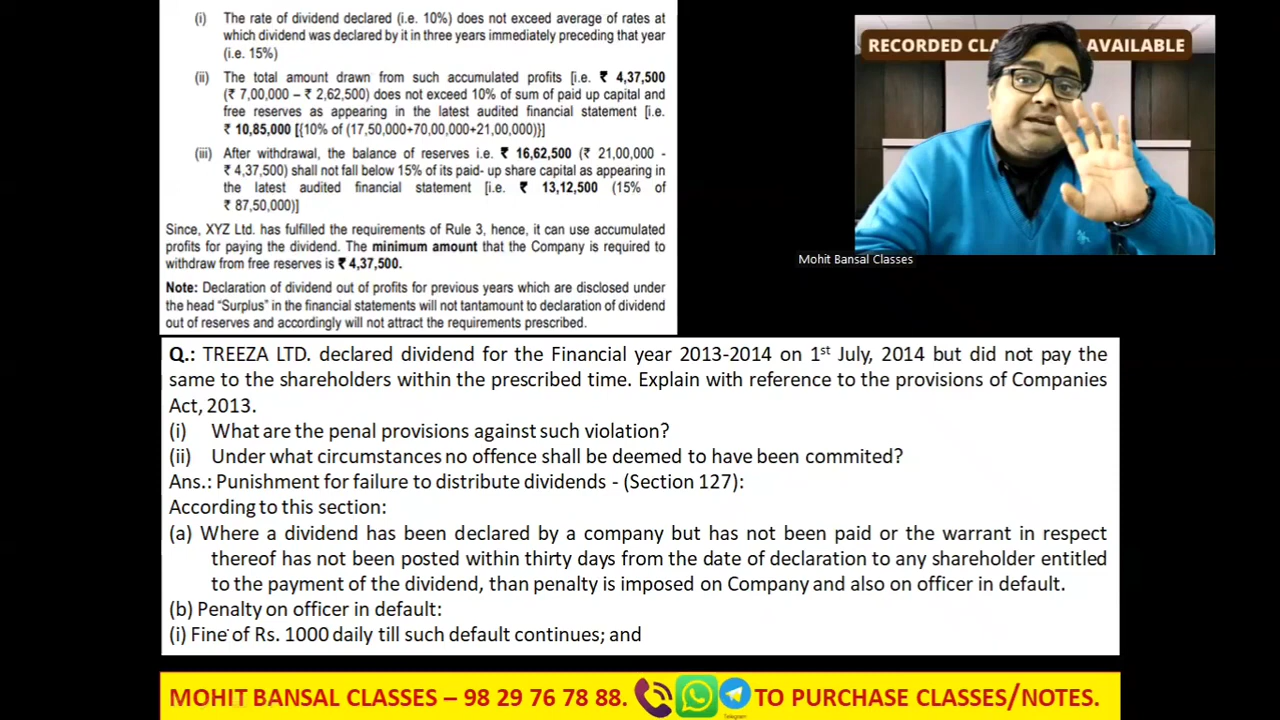 (i) The rate of dividend declared (i.e. 10%) does not exceed average of rates at
which dividend was declared by it in three years immediately preceding that year
(i.e. 15%)
(ii) The total amount drawn from such accumulated profits [i.e. ₹ 4,37,500
(₹ 7,00,000 – ₹ 2,62,500) does not exceed 10% of sum of paid up capital and
free reserves as appearing in the latest audited financial statement [i.e.
₹ 10,85,000 [{10% of (17,50,000+70,00,000+21,00,000)}]
(iii) After withdrawal, the balance of reserves i.e. ₹ 16,62,500 (₹ 21,00,000 -
₹ 4,37,500) shall not fall below 15% of its paid- up share capital as appearing in
the latest audited financial statement [i.e. ₹ 13,12,500 (15% of
₹ 87,50,000)]
Since, XYZ Ltd. has fulfilled the requirements of Rule 3, hence, it can use accumulated
profits for paying the dividend. The minimum amount that the Company is required to
withdraw from free reserves is ₹ 4,37,500.
Note: Declaration of dividend out of profits for previous years which are disclosed under
the head “Surplus” in the financial statements will not tantamount to declaration of dividend
out of reserves and accordingly will not attract the requirements prescribed.
RECORDED CLA AVAILABLE
Mohit Bansal Classes
Q.: TREEZA LTD. declared dividend for the Financial year 2013-2014 on 1st July, 2014 but did not pay the
same to the shareholders within the prescribed time. Explain with reference to the provisions of Companies
Act, 2013.
(i) What are the penal provisions against such violation?
(ii) Under what circumstances no offence shall be deemed to have been commited?
Ans.: Punishment for failure to distribute dividends - (Section 127):
According to this section:
(a) Where a dividend has been declared by a company but has not been paid or the warrant in respect
thereof has not been posted within thirty days from the date of declaration to any shareholder entitled
to the payment of the dividend, than penalty is imposed on Company and also on officer in default.
(b) Penalty on officer in default:
(i) Fine of Rs. 1000 daily till such default continues; and
MOHIT BANSAL CLASSES – 98 29 76 78 88. TO PURCHASE CLASSES/NOTES.
Telegram